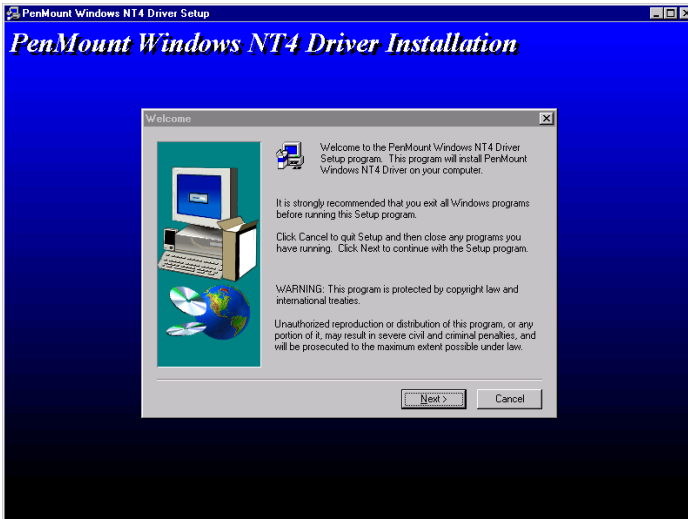 PenMount Windows NT4 Driver Setup
PenMount Windows NT4 Driver Installation
Welcome
Welcome to the PenMount Windows NT4 Driver
Setup program. This program will install PenMount
Windows NT4 Driver on your computer.
It is strongly recommended that you exit all Windows programs
before running this Setup program.
Click Cancel to quit Setup and then close any programs you
have running. Click Next to continue with the Setup program.
WARNING: This program is protected by copyright law and
international treaties.
Unauthorized reproduction or distribution of this program, or any
portion of it, may result in severe civil and criminal penalties, and
will be prosecuted to the maximum extent possible under law.
Next >
Cancel